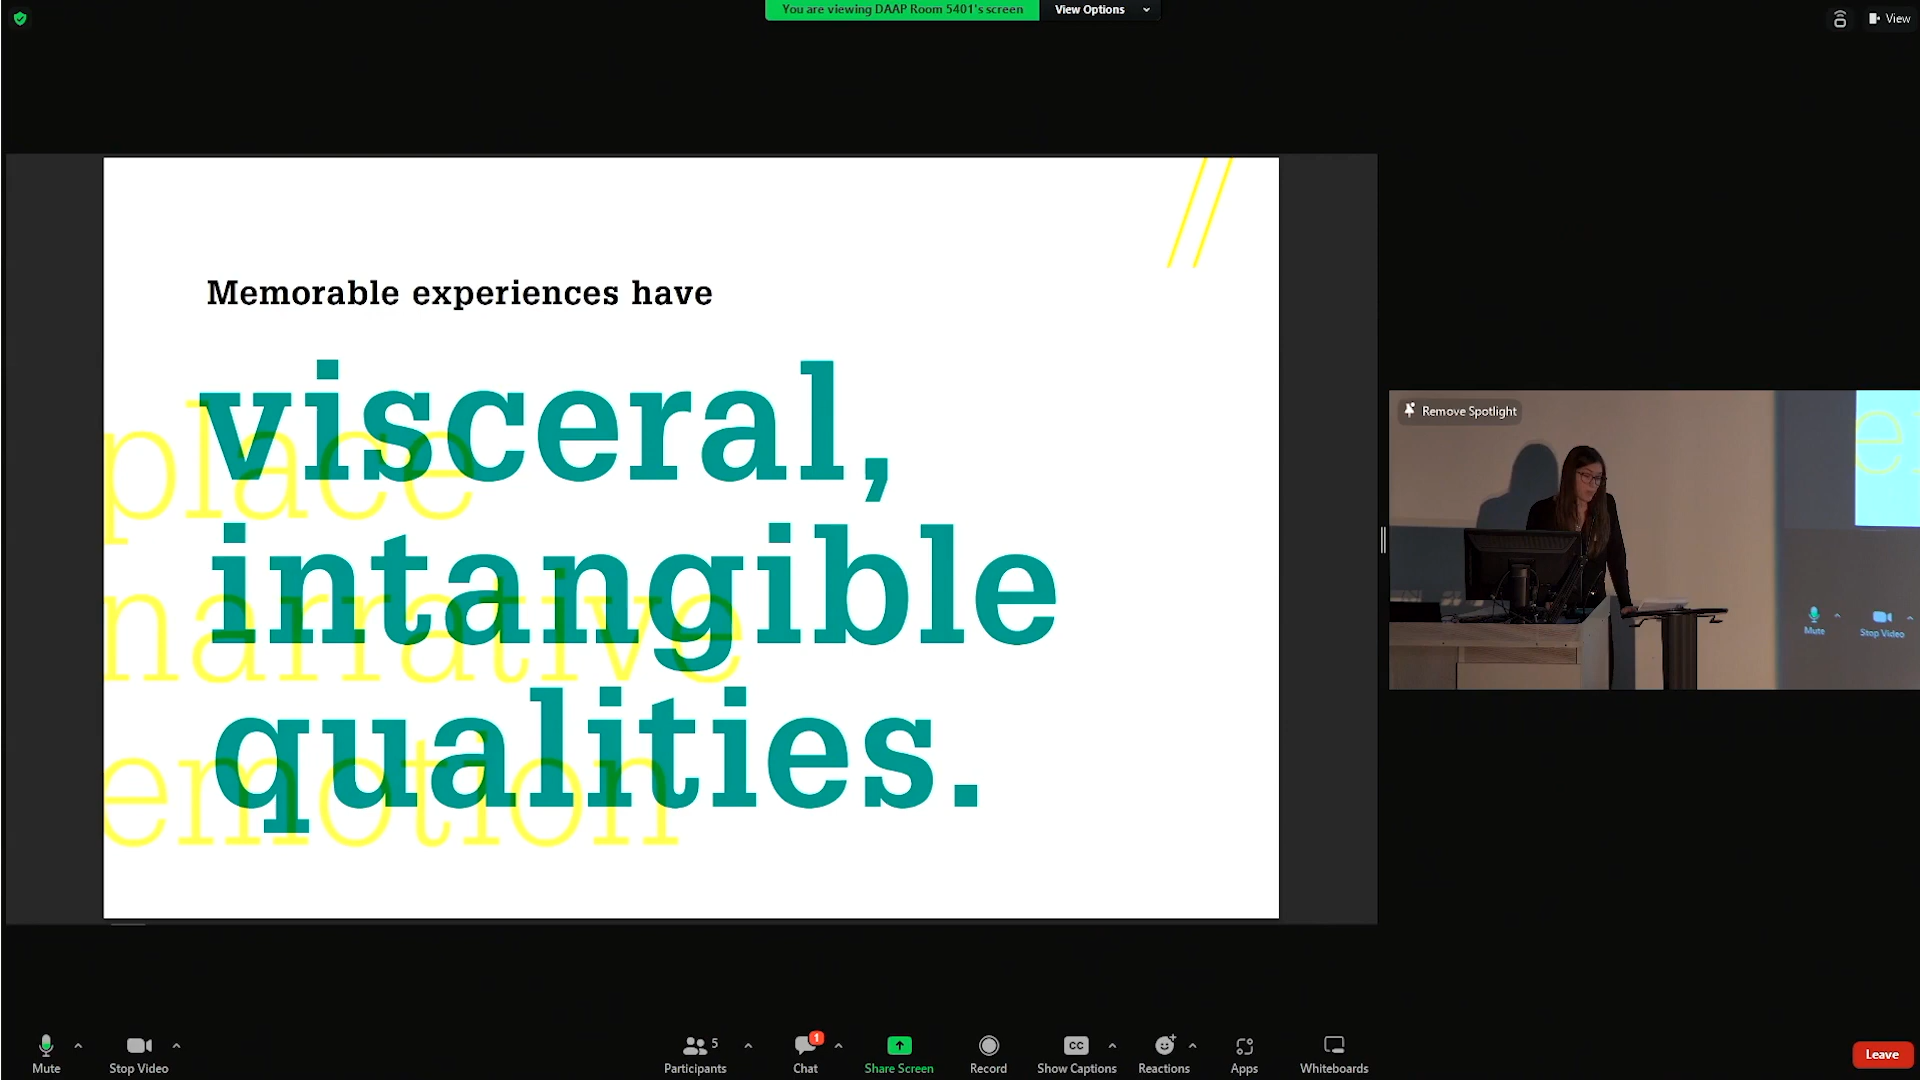 You are viewing DAAP Room 5401's screen
View Options
View
Memorable experiences have
visceral,
intangible
qualities.
place
narrative
emotion
Remove Spotlight
Mute
Stop Video
Mute
Stop Video
Participants
5
Chat
1
Share Screen
Record
CC
Show Captions
Reactions
Apps
Whiteboards
Leave